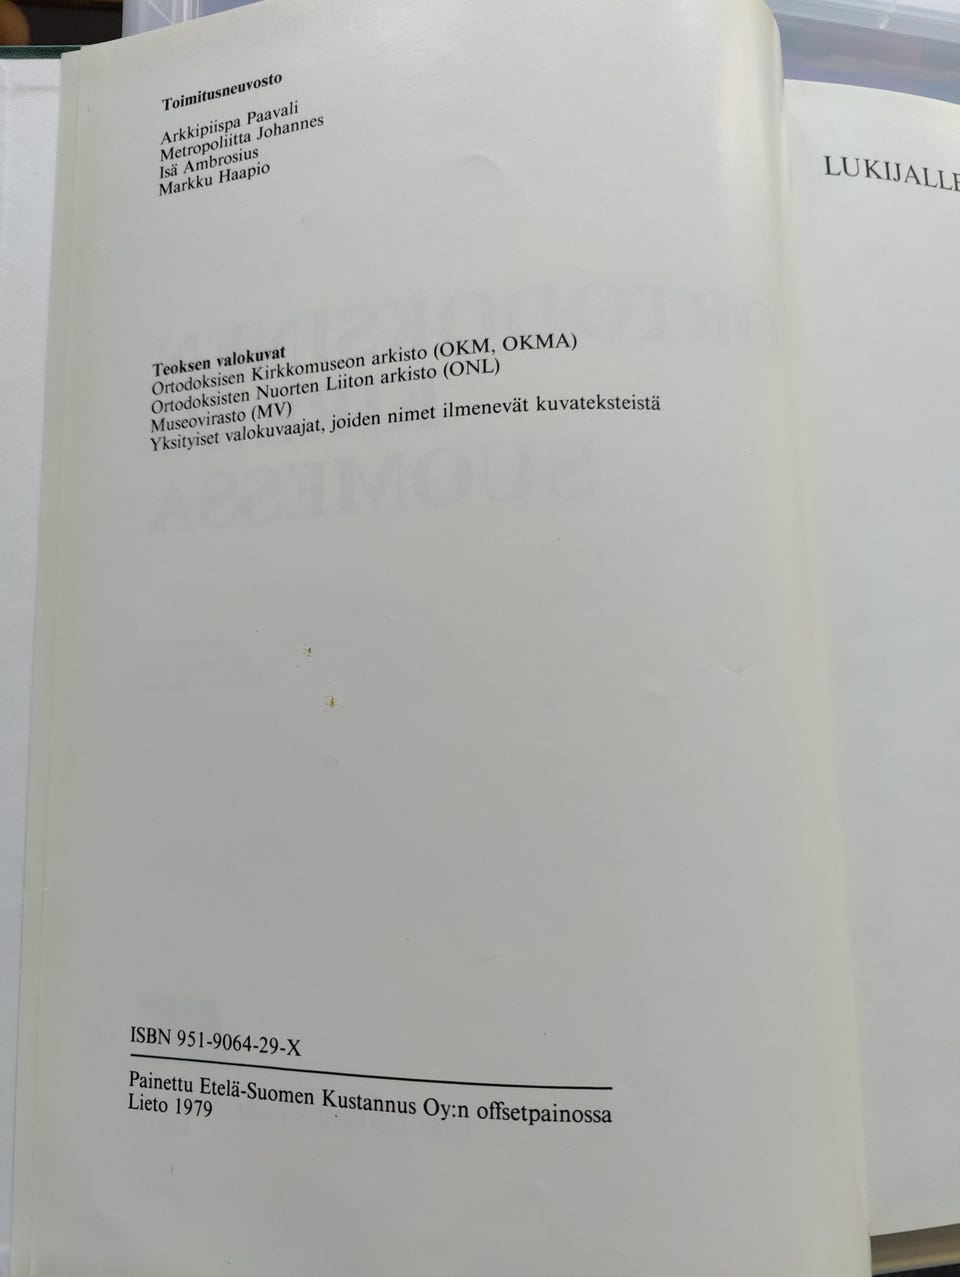 Toimitusneuvosto
Arkkipiispa Paavali
Metropoliitta Johannes
Isä Ambrosius
Markku Haapio
Teoksen valokuvat
Ortodoksisen Kirkkomuseon arkisto (OKM, OKMA)
Ortodoksisten Nuorten Liiton arkisto (ONL)
Museovirasto (MV)
Yksityiset valokuvaajat, joiden nimet ilmenevät kuvateksteistä
ISBN 951-9064-29-X
Painettu Etelä-Suomen Kustannus Oy:n offsetpainossa
Lieto 1979
LUKIJALLE